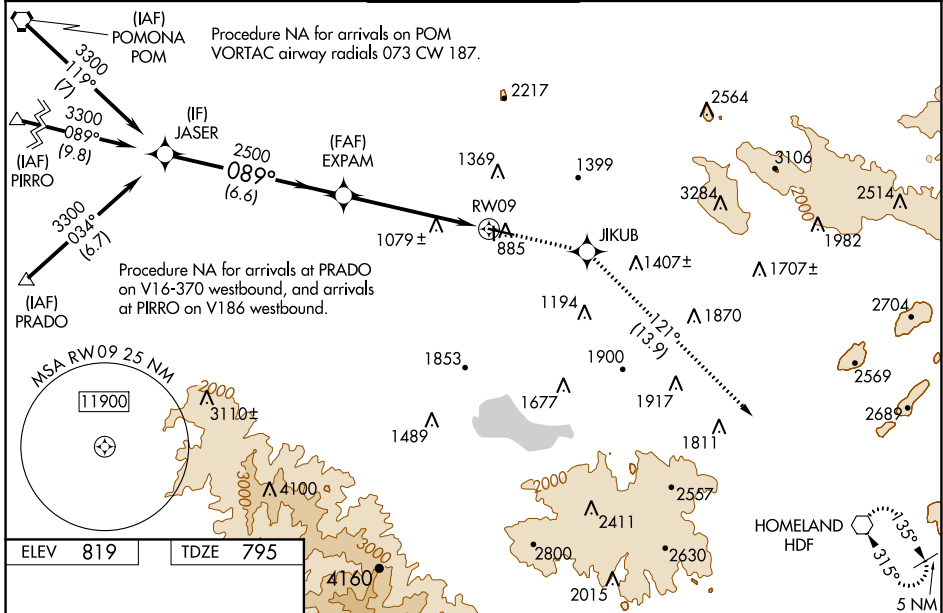 (IAF)
POMONA
POM
Procedure NA for arrivals on POM
VORTAC airway radials 073 CW 187.
3300
119°
(7)
3300
089°
(9.8)
(IAF)
PIRRO
(IF)
JASER
2500
089°
(6.6)
(FAF)
EXPAM
3300
034°
(6.7)
(IAF)
PRADO
Procedure NA for arrivals at PRADO
on V16-370 westbound, and arrivals
at PIRRO on V186 westbound.
2217
2564
1369
1399
3106
2000
3284
2514
1982
RW09
1079 ±
885
JIKUB
1407±
1707±
1194
1870
2704
121°
(13.9)
1853
1900
2569
1677
1917
2689
1489
1811
MSA RW09 25 NM
11900
2000
3110±
3000
4100
3000
4160
2000
2557
2411
2800
2630
2015
HOMELAND
HDF
135°
315°
5 NM
ELEV 819
TDZE 795